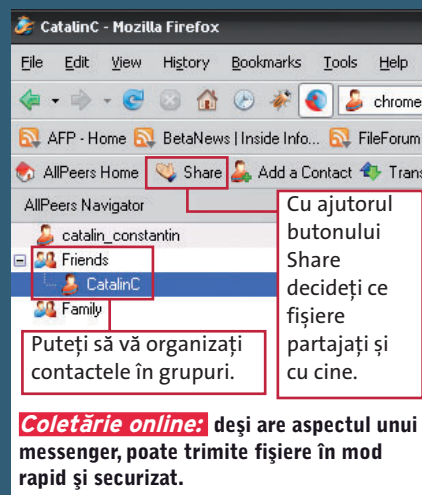 CatalinC - Mozilla Firefox
File Edit View History Bookmarks Tools Help
chrome
AFP - Home BetaNews | Inside Info... FileForum
AllPeers Home Share Add a Contact Trans
AllPeers Navigator
catalin_constantin
Friends
CatalinC
Family
Cu ajutorul
butonului
Share
decideți ce
fișiere
partajați și
cu cine.
Puteți să vă organizați
contactele în grupuri.
Coletărie online: deși are aspectul unui
messenger, poate trimite fișiere în mod
rapid și securizat.